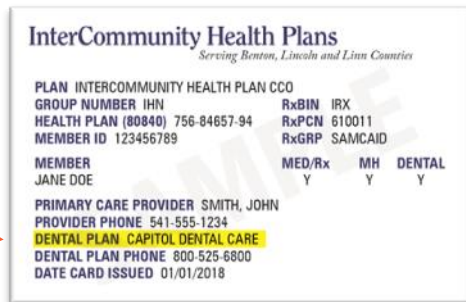 InterCommunity Health Plans
Serving Benton, Lincoln and Linn Counties
PLAN INTERCOMMUNITY HEALTH PLAN CCO
GROUP NUMBER IHN RxBIN IRX
HEALTH PLAN (80840) 756-84657-94 RxPCN 610011
MEMBER ID 123456789 RxGRP SAMCAID
MEMBER MED/Rx MH DENTAL
JANE DOE Y Y Y
PRIMARY CARE PROVIDER SMITH, JOHN
PROVIDER PHONE 541-555-1234
DENTAL PLAN CAPITOL DENTAL CARE
DENTAL PLAN PHONE 800-525-6800
DATE CARD ISSUED 01/01/2018
SAMPLE